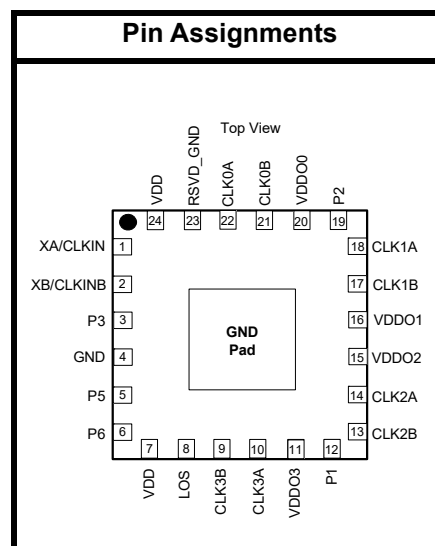 Pin Assignments
Top View
VDD
RSVD_GND
CLK0A
CLK0B
VDDO0
P2
24
23
22
21
20
19
XA/CLKIN 1
XB/CLKINB 2
P3 3
GND 4
P5 5
P6 6
GND
Pad
18 CLK1A
17 CLK1B
16 VDDO1
15 VDDO2
14 CLK2A
13 CLK2B
7
8
9
10
11
12
VDD
LOS
CLK3B
CLK3A
VDDO3
P1